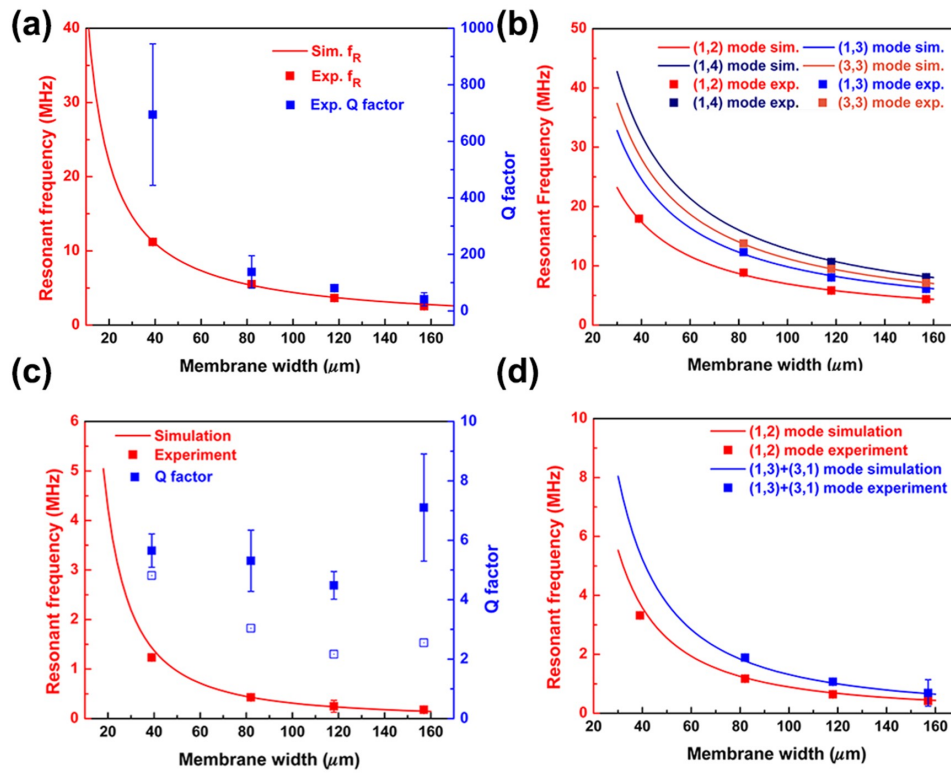 (a)
Resonant frequency (MHz)
40
30
20
10
0
Sim. f_R
Exp. f_R
Exp. Q factor
1000
800
600
400
200
0
Q factor
20 40 60 80 100 120 140 160
Membrane width (μm)
(b)
Resonant Frequency (MHz)
50
40
30
20
10
0
(1,2) mode sim. (1,3) mode sim.
(1,4) mode sim. (3,3) mode sim.
(1,2) mode exp. (1,3) mode exp.
(1,4) mode exp. (3,3) mode exp.
20 40 60 80 100 120 140 160
Membrane width (μm)
(c)
Resonant frequency (MHz)
6
5
4
3
2
1
0
Simulation
Experiment
Q factor
10
8
6
4
2
0
Q factor
20 40 60 80 100 120 140 160
Membrane width (μm)
(d)
Resonant frequency (MHz)
10
8
6
4
2
0
(1,2) mode simulation
(1,2) mode experiment
(1,3)+(3,1) mode simulation
(1,3)+(3,1) mode experiment
20 40 60 80 100 120 140 160
Membrane width (μm)